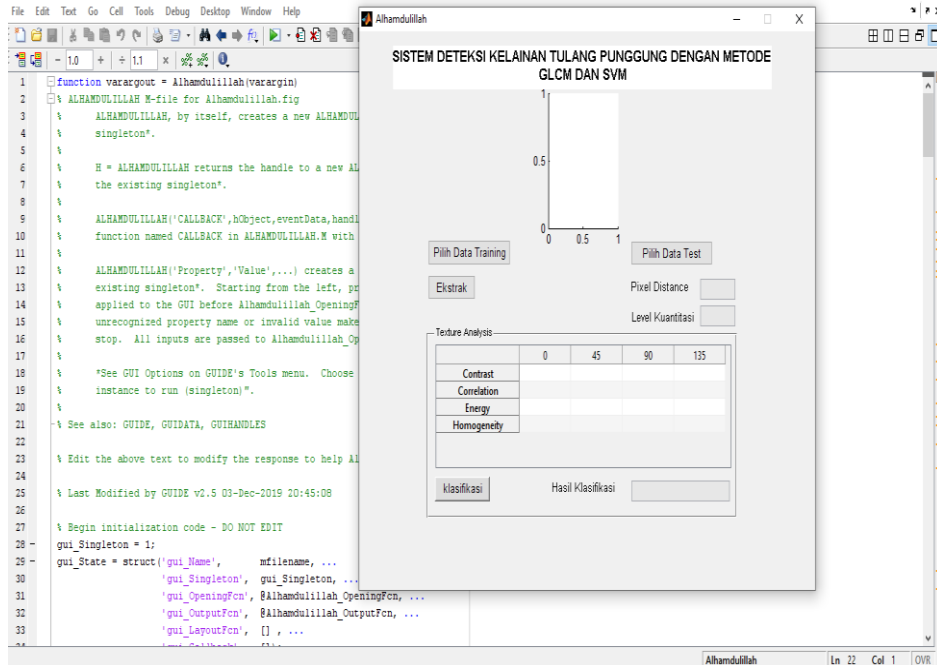 File Edit Text Go Cell Tools Debug Desktop Window Help
1.0 + ÷ 1.1 ×
1 function varargout = Alhamdulillah(varargin)
2 % ALHAMDULILLAH M-file for Alhamdulillah.fig
3 % ALHAMDULILLAH, by itself, creates a new ALHAMDUL
4 % singleton*.
5 %
6 % H = ALHAMDULILLAH returns the handle to a new AL
7 % the existing singleton*.
8 %
9 % ALHAMDULILLAH('CALLBACK',hObject,eventData,handl
10 % function named CALLBACK in ALHAMDULILLAH.M with
11 %
12 % ALHAMDULILLAH('Property','Value',...) creates a
13 % existing singleton*. Starting from the left, pr
14 % applied to the GUI before Alhamdulillah_OpeningF
15 % unrecognized property name or invalid value make
16 % stop. All inputs are passed to Alhamdulillah_Op
17 %
18 % *See GUI Options on GUIDE's Tools menu. Choose
19 % instance to run (singleton)".
20 %
21 % See also: GUIDE, GUIDATA, GUIHANDLES
22
23 % Edit the above text to modify the response to help Al
24
25 % Last Modified by GUIDE v2.5 03-Dec-2019 20:45:08
26
27 % Begin initialization code - DO NOT EDIT
28 gui_Singleton = 1;
29 gui_State = struct('gui_Name', mfilename, ...
30 'gui_Singleton', gui_Singleton, ...
31 'gui_OpeningFcn', @Alhamdulillah_OpeningFcn, ...
32 'gui_OutputFcn', @Alhamdulillah_OutputFcn, ...
33 'gui_LayoutFcn', [] , ...
Alhamdulillah
SISTEM DETEKSI KELAINAN TULANG PUNGGUNG DENGAN METODE
GLCM DAN SVM
1
0.5
0
0 0.5 1
Pilih Data Training Pilih Data Test
Ekstrak Pixel Distance
Level Kuantitasi
Texture Analysis
0 45 90 135
Contrast
Correlation
Energy
Homogeneity
klasifikasi Hasil Klasifikasi
Alhamdulillah Ln 22 Col 1 OVR